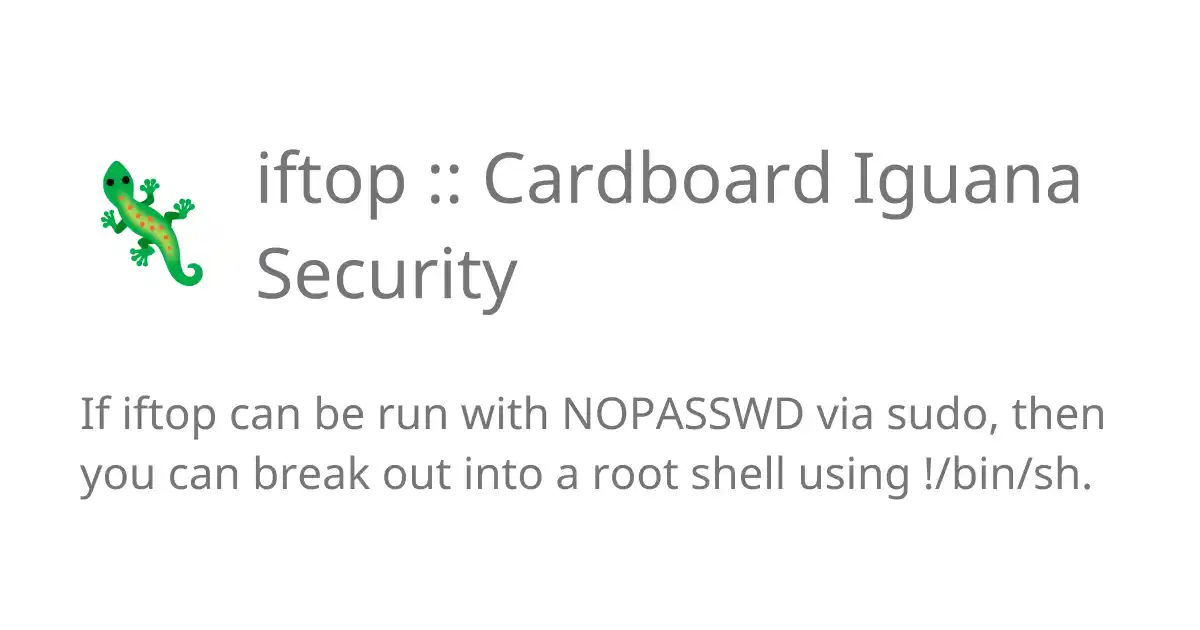 iftop :: Cardboard Iguana
Security
If iftop can be run with NOPASSWD via sudo, then
you can break out into a root shell using !/bin/sh.